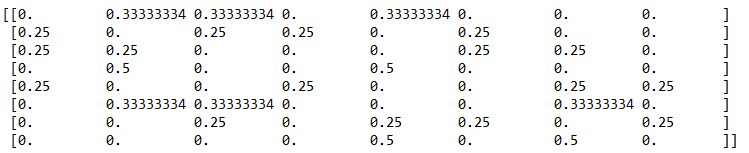 [[0. 0.33333334 0.33333334 0. 0.33333334 0. 0. 0. ]
[0.25 0. 0.25 0.25 0. 0.25 0. 0. ]
[0.25 0.25 0. 0. 0. 0.25 0.25 0. ]
[0. 0.5 0. 0. 0.5 0. 0. 0. ]
[0.25 0. 0. 0.25 0. 0. 0.25 0.25 ]
[0. 0.33333334 0.33333334 0. 0. 0. 0.33333334 0. ]
[0. 0. 0.25 0. 0.25 0.25 0. 0.25 ]
[0. 0. 0. 0. 0.5 0. 0.5 0. ]]